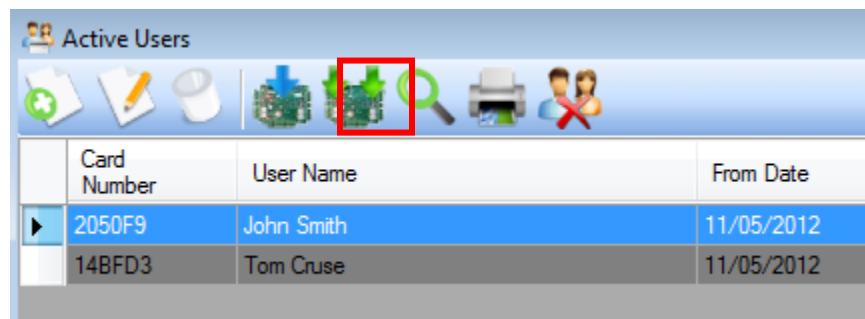 Active Users
Card Number User Name From Date
2050F9 John Smith 11/05/2012
14BFD3 Tom Cruse 11/05/2012